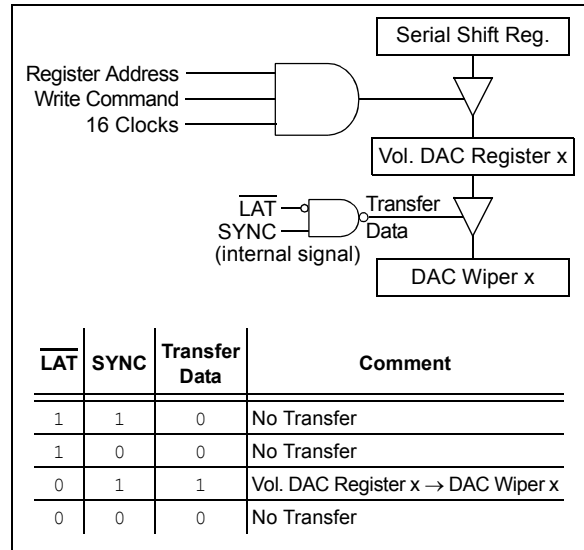 Serial Shift Reg.
Register Address
Write Command
16 Clocks
Vol. DAC Register x
LAT
SYNC
(internal signal)
Transfer
Data
DAC Wiper x
LAT SYNC Transfer Data Comment
1 1 0 No Transfer
1 0 0 No Transfer
0 1 1 Vol. DAC Register x → DAC Wiper x
0 0 0 No Transfer